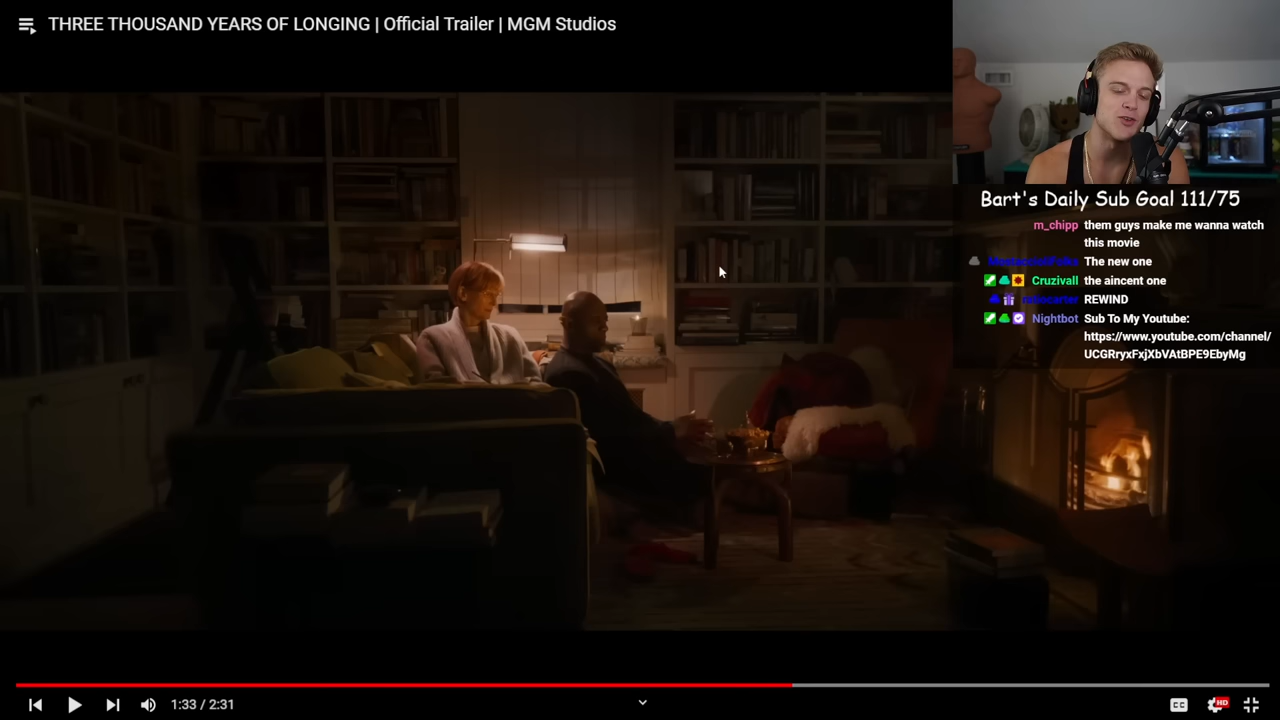 THREE THOUSAND YEARS OF LONGING | Official Trailer | MGM Studios
Bart's Daily Sub Goal 111/75
m_chipp them guys make me wanna watch
this movie
The new one
Cruzivall the aincent one
REWIND
Nightbot Sub To My Youtube:
https://www.youtube.com/channel/
UCGRryxFxjXbVAtBPE9EbyMg
1:33 / 2:31
CC
HD